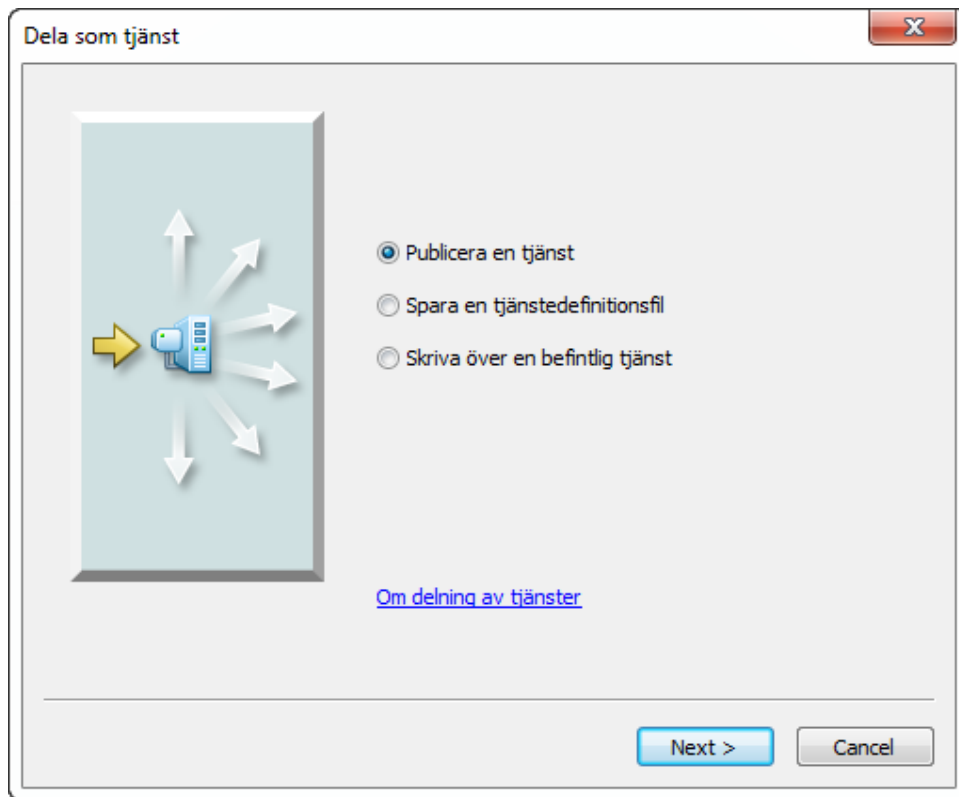 Dela som tjänst
Publicera en tjänst
Spara en tjänstedefinitionsfil
Skriva över en befintlig tjänst
Om delning av tjänster
Next >
Cancel